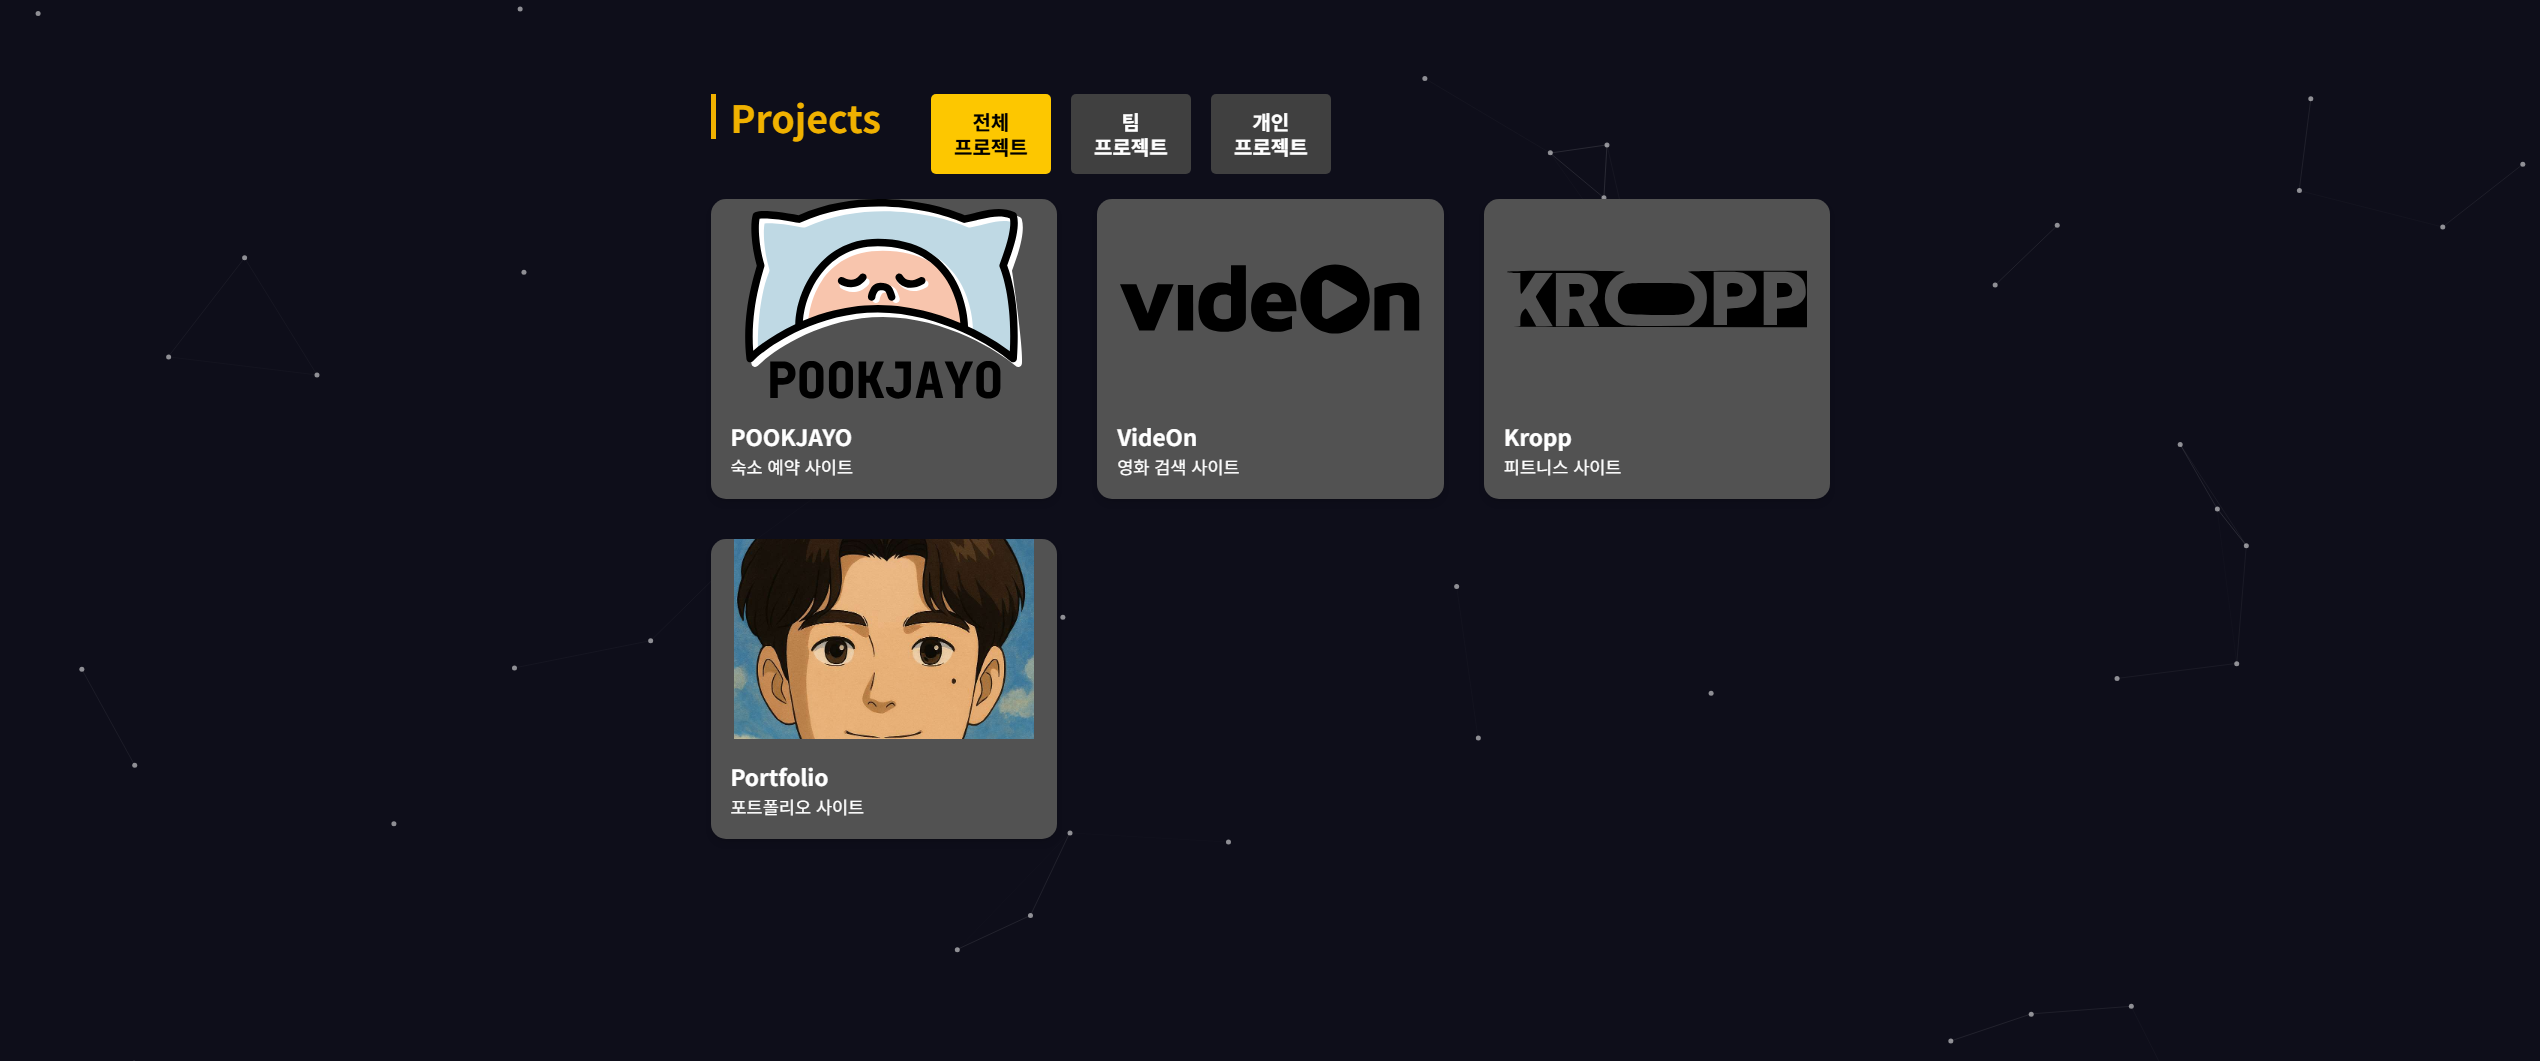 Projects
전체
프로젝트
팀
프로젝트
개인
프로젝트
POOKJAYO
POOKJAYO
숙소 예약 사이트
videOn
VideOn
영화 검색 사이트
KROPP
Kropp
피트니스 사이트
Portfolio
포트폴리오 사이트